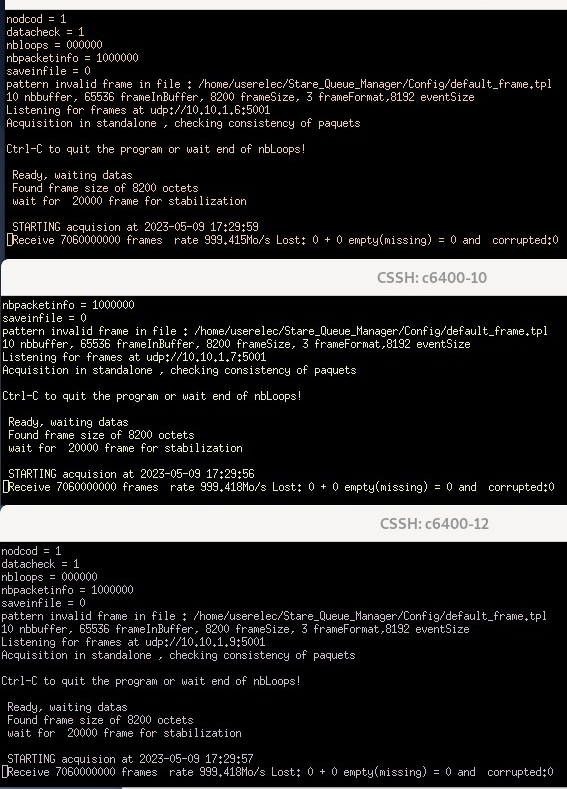 nodcod = 1
datacheck = 1
nbloops = 000000
nbpacketinfo = 1000000
saveinfile = 0
pattern invalid frame in file : /home/userelec/Stare_Queue_Manager/Config/default_frame.tpl
10 nbbuffer, 65536 frameInBuffer, 8200 frameSize, 3 frameFormat,8192 eventSize
Listening for frames at udp://10.10.1.6:5001
Acquisition in standalone , checking consistency of paquets
Ctrl-C to quit the program or wait end of nbLoops!
Ready, waiting datas
Found frame size of 8200 octets
wait for  20000 frame for stabilization
STARTING acquision at 2023-05-09 17:29:59
Receive 7060000000 frames  rate 999.415Mo/s Lost: 0 + 0 empty(missing) = 0 and  corrupted:0
CSSH: c6400-10
nbpacketinfo = 1000000
saveinfile = 0
pattern invalid frame in file : /home/userelec/Stare_Queue_Manager/Config/default_frame.tpl
10 nbbuffer, 65536 frameInBuffer, 8200 frameSize, 3 frameFormat,8192 eventSize
Listening for frames at udp://10.10.1.7:5001
Acquisition in standalone , checking consistency of paquets
Ctrl-C to quit the program or wait end of nbLoops!
Ready, waiting datas
Found frame size of 8200 octets
wait for  20000 frame for stabilization
STARTING acquision at 2023-05-09 17:29:56
Receive 7060000000 frames  rate 999.418Mo/s Lost: 0 + 0 empty(missing) = 0 and  corrupted:0
CSSH: c6400-12
nodcod = 1
datacheck = 1
nbloops = 000000
nbpacketinfo = 1000000
saveinfile = 0
pattern invalid frame in file : /home/userelec/Stare_Queue_Manager/Config/default_frame.tpl
10 nbbuffer, 65536 frameInBuffer, 8200 frameSize, 3 frameFormat,8192 eventSize
Listening for frames at udp://10.10.1.9:5001
Acquisition in standalone , checking consistency of paquets
Ctrl-C to quit the program or wait end of nbLoops!
Ready, waiting datas
Found frame size of 8200 octets
wait for  20000 frame for stabilization
STARTING acquision at 2023-05-09 17:29:57
Receive 7060000000 frames  rate 999.418Mo/s Lost: 0 + 0 empty(missing) = 0 and  corrupted:0